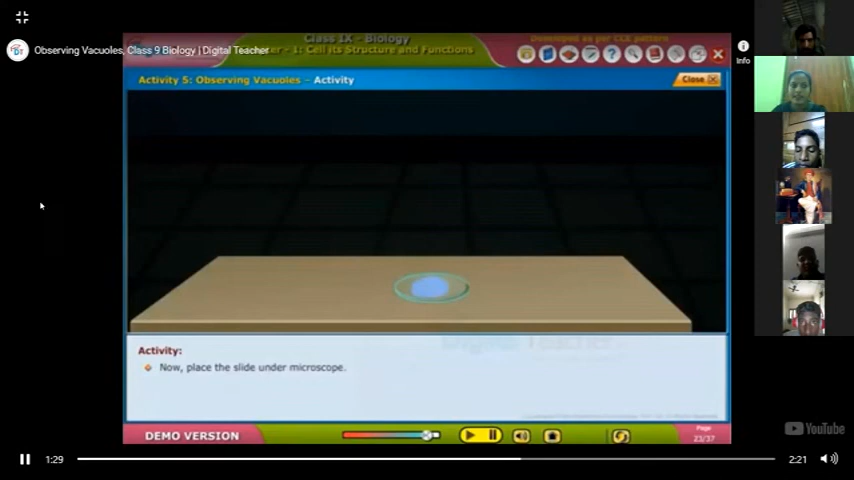 Class IX - Biology
Developed as per CCE pattern
Observing Vacuoles, Class 9 Biology | Digital Teacher
- 1: Cell its Structure and Functions
Info
Activity 5: Observing Vacuoles - Activity
Close
Activity:
Now, place the slide under microscope.
Digital Teacher
DEMO VERSION
Page
23/37
YouTube
1:29
2:21